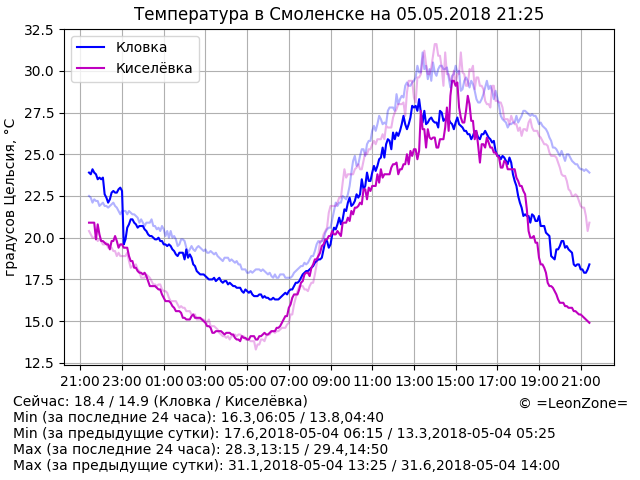 Температура в Смоленске на 05.05.2018 21:25
32.5
30.0
27.5
25.0
22.5
20.0
17.5
15.0
12.5
градусов Цельсия, °C
Кловка
Киселёвка
21:00 23:00 01:00 03:00 05:00 07:00 09:00 11:00 13:00 15:00 17:00 19:00 21:00
Сейчас: 18.4 / 14.9 (Кловка / Киселёвка)
© =LeonZone=
Min (за последние 24 часа): 16.3,06:05 / 13.8,04:40
Min (за предыдущие сутки): 17.6,2018-05-04 06:15 / 13.3,2018-05-04 05:25
Max (за последние 24 часа): 28.3,13:15 / 29.4,14:50
Max (за предыдущие сутки): 31.1,2018-05-04 13:25 / 31.6,2018-05-04 14:00